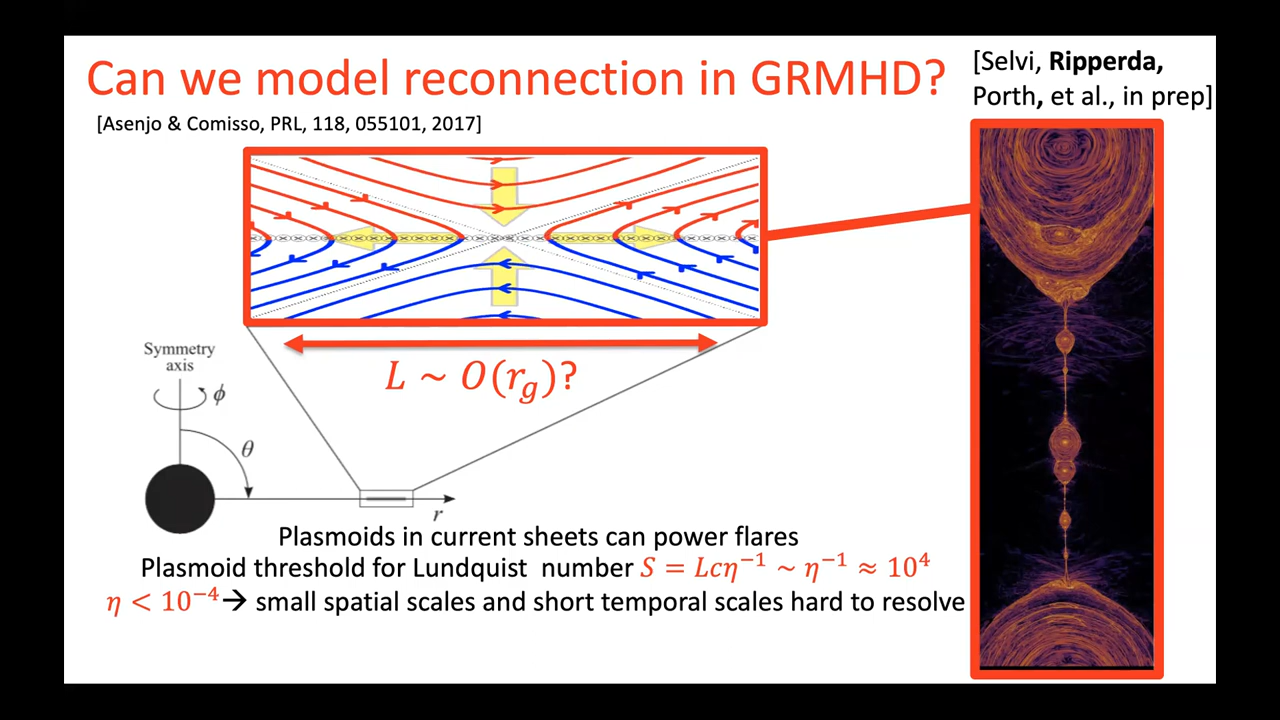 Can we model reconnection in GRMHD?
[Selvi, Ripperda,
Porth, et al., in prep]
[Asenjo & Comisso, PRL, 118, 055101, 2017]
L ~ O(r_g)?
Symmetry
axis
ϕ
θ
r
Plasmoids in current sheets can power flares
Plasmoid threshold for Lundquist number S = Lcη⁻¹ ~ η⁻¹ ≈ 10⁴
η < 10⁻⁴→ small spatial scales and short temporal scales hard to resolve